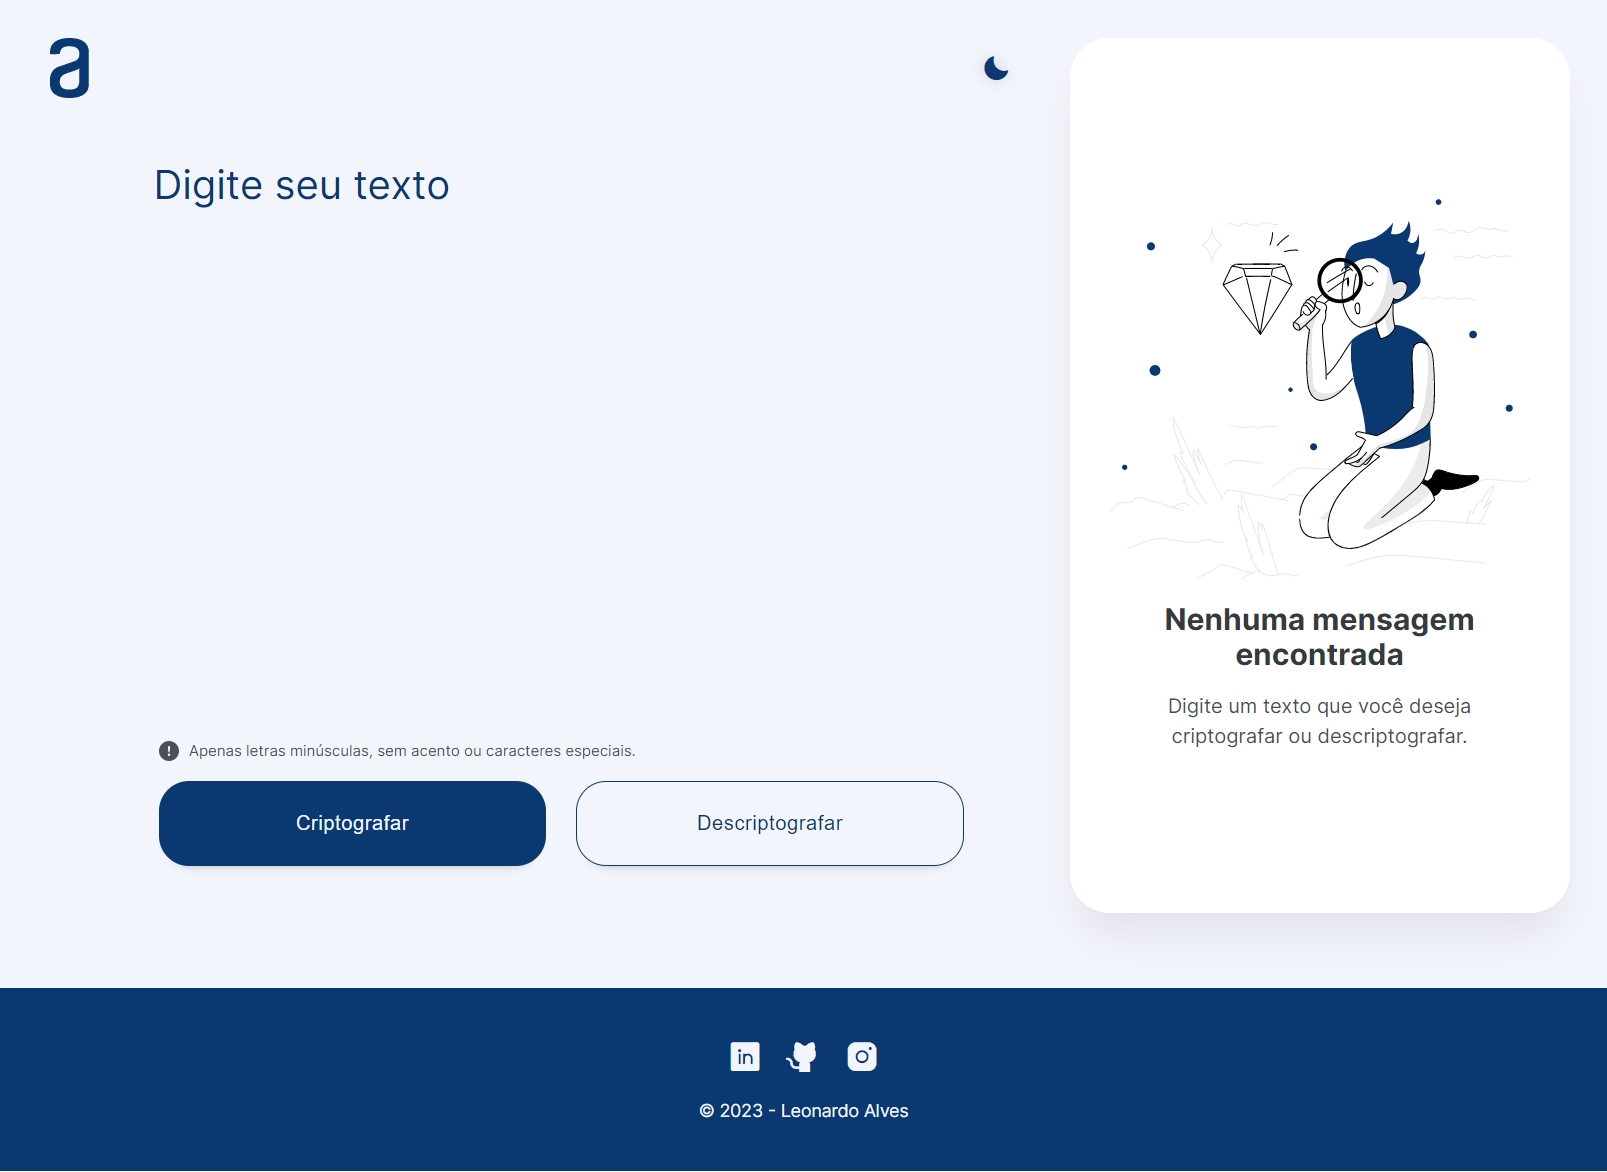 a
Digite seu texto
Apenas letras minúsculas, sem acento ou caracteres especiais.
Criptografar
Descriptografar
Nenhuma mensagem
encontrada
Digite um texto que você deseja
criptografar ou descriptografar.
in
© 2023 - Leonardo Alves